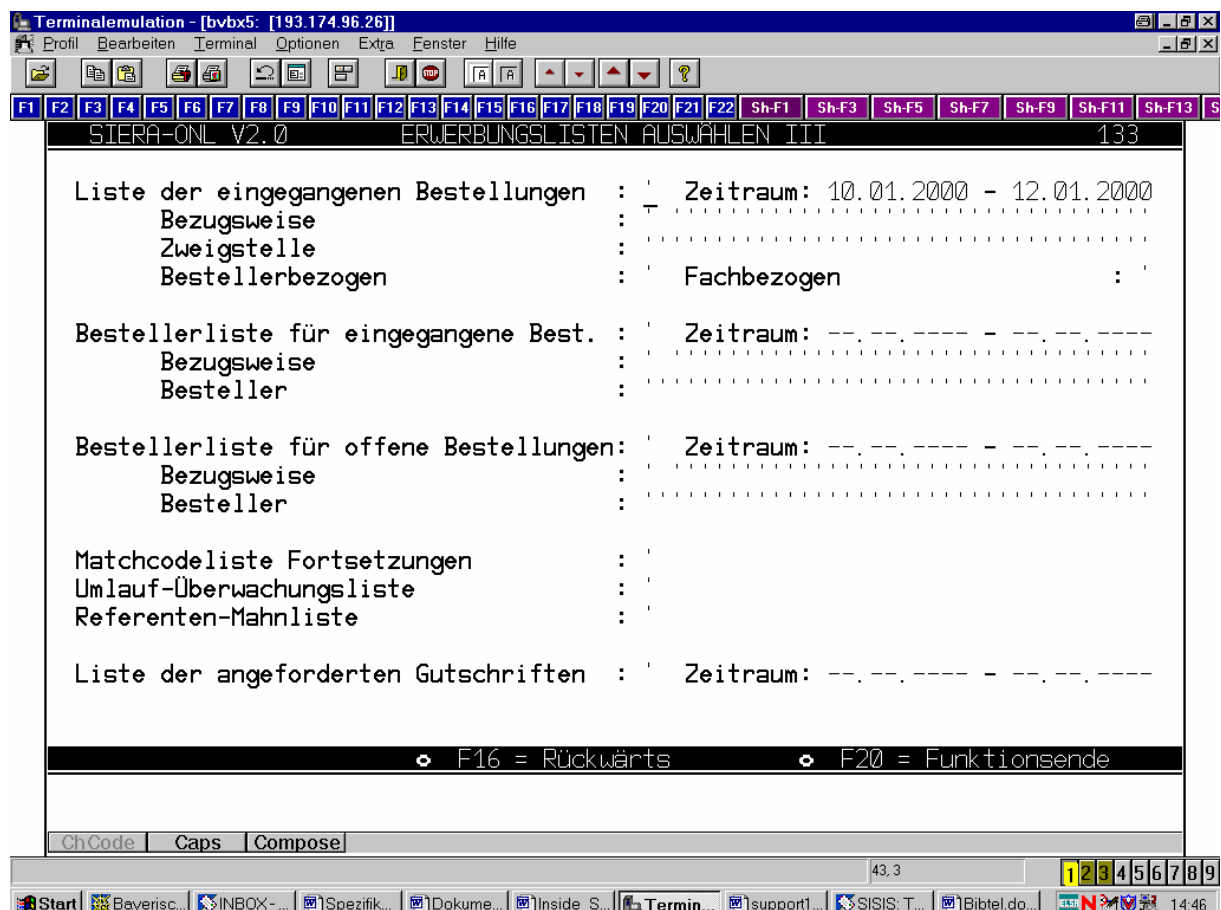 Terminalemulation - [bvbx5: [193.174.96.26]]
Profil Bearbeiten Terminal Optionen Extra Fenster Hilfe
STOP A A ?
F1 F2 F3 F4 F5 F6 F7 F8 F9 F10 F11 F12 F13 F14 F15 F16 F17 F18 F19 F20 F21 F22 Sh-F1 Sh-F3 Sh-F5 Sh-F7 Sh-F9 Sh-F11 Sh-F13 S
SIERA-ONL V2.0 ERWERBUNGSLISTEN AUSWÄHLEN III 133
Liste der eingegangenen Bestellungen : _ Zeitraum: 10.01.2000 - 12.01.2000
Bezugsweise :
Zweigstelle :
Bestellerbezogen : ' Fachbezogen : '
Bestellerliste für eingegangene Best. : ' Zeitraum: --.--.---- - --.--.----
Bezugsweise :
Besteller :
Bestellerliste für offene Bestellungen: ' Zeitraum: --.--.---- - --.--.----
Bezugsweise :
Besteller :
Matchcodeliste Fortsetzungen : '
Umlauf-Überwachungsliste : '
Referenten-Mahnliste : '
Liste der angeforderten Gutschriften : ' Zeitraum: --.--.---- - --.--.----
F16 = Rückwärts F20 = Funktionsende
ChCode Caps Compose
43,3 1 2 3 4 5 6 7 8 9
Start Bayerisc... INBOX-... Spezifik... Dokume... Inside_S... Termin... support1... SISIS: T... Bibtel.do... N 14:46